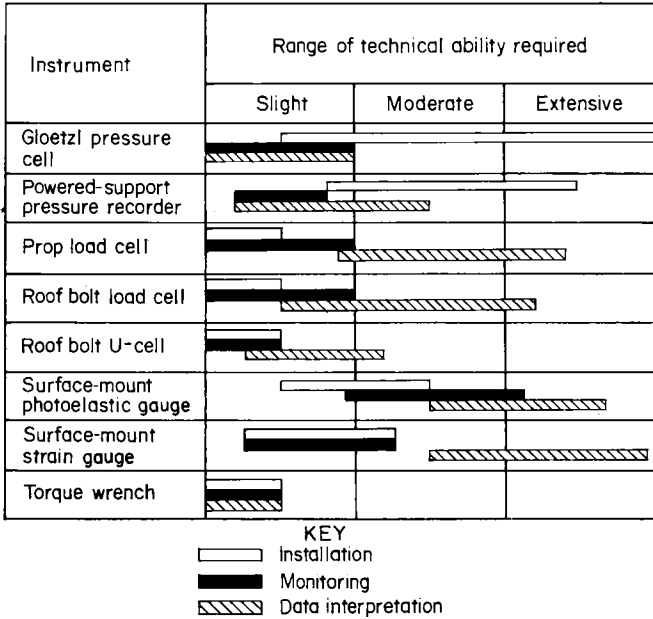 Instrument
Range of technical ability required
Slight Moderate Extensive
Gloetzl pressure
cell
Powered-support
pressure recorder
Prop load cell
Roof bolt load cell
Roof bolt U-cell
Surface-mount
photoelastic gauge
Surface-mount
strain gauge
Torque wrench
KEY
Installation
Monitoring
Data interpretation